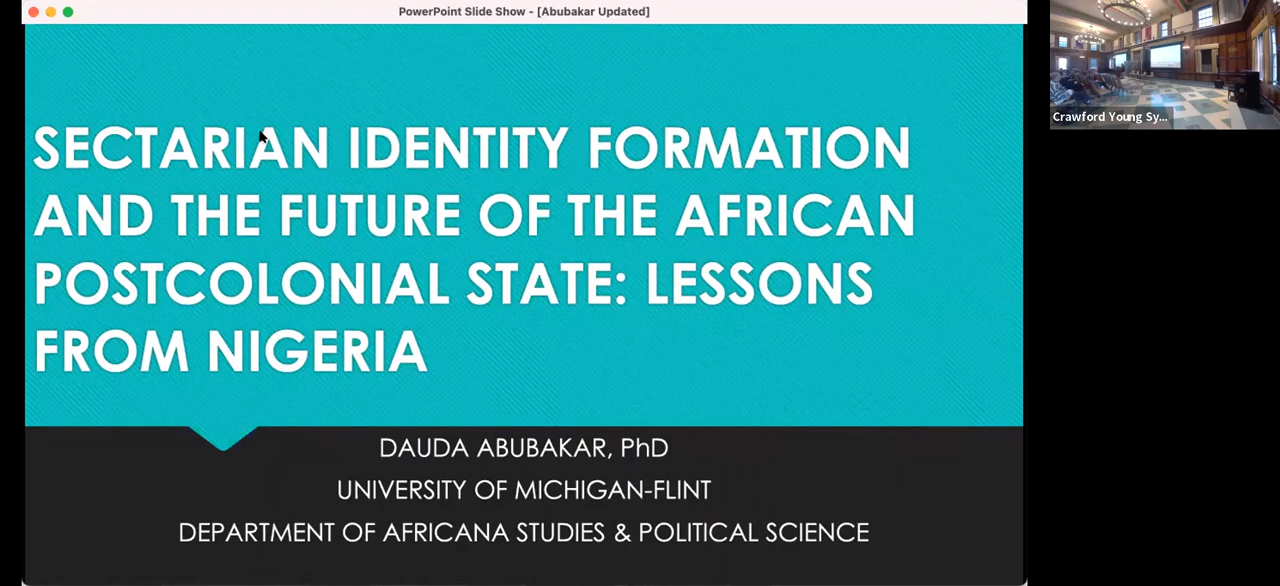 PowerPoint Slide Show - [Abubakar Updated]
SECTARIAN IDENTITY FORMATION
AND THE FUTURE OF THE AFRICAN
POSTCOLONIAL STATE: LESSONS
FROM NIGERIA
DAUDA ABUBAKAR, PhD
UNIVERSITY OF MICHIGAN-FLINT
DEPARTMENT OF AFRICANA STUDIES & POLITICAL SCIENCE
Crawford Young Sy...